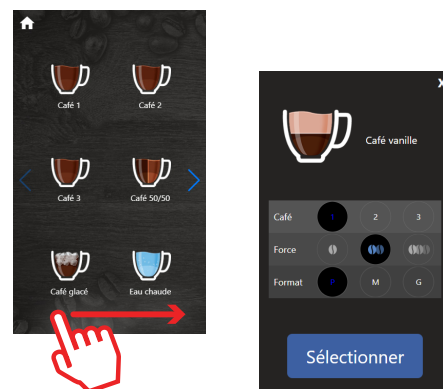 Café 1
Café 2
Café 3
Café 50/50
Café glacé
Eau chaude
X
Café vanille
Café 1 2 3
Force
Format P M G
Sélectionner